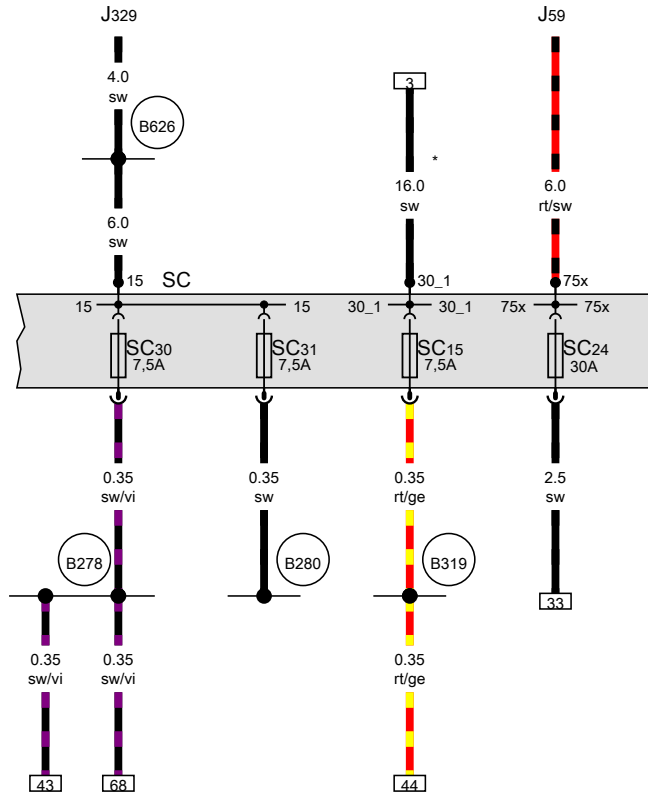 J329
J59
4.0
sw
B626
3
*
16.0
sw
6.0
rt/sw
6.0
sw
15
SC
30_1
75x
15
15
30_1
30_1
75x
75x
SC30
7,5A
SC31
7,5A
SC15
7,5A
SC24
30A
0.35
sw/vi
0.35
sw
0.35
rt/ge
2.5
sw
B278
B280
B319
33
0.35
sw/vi
0.35
sw/vi
0.35
rt/ge
43
68
44